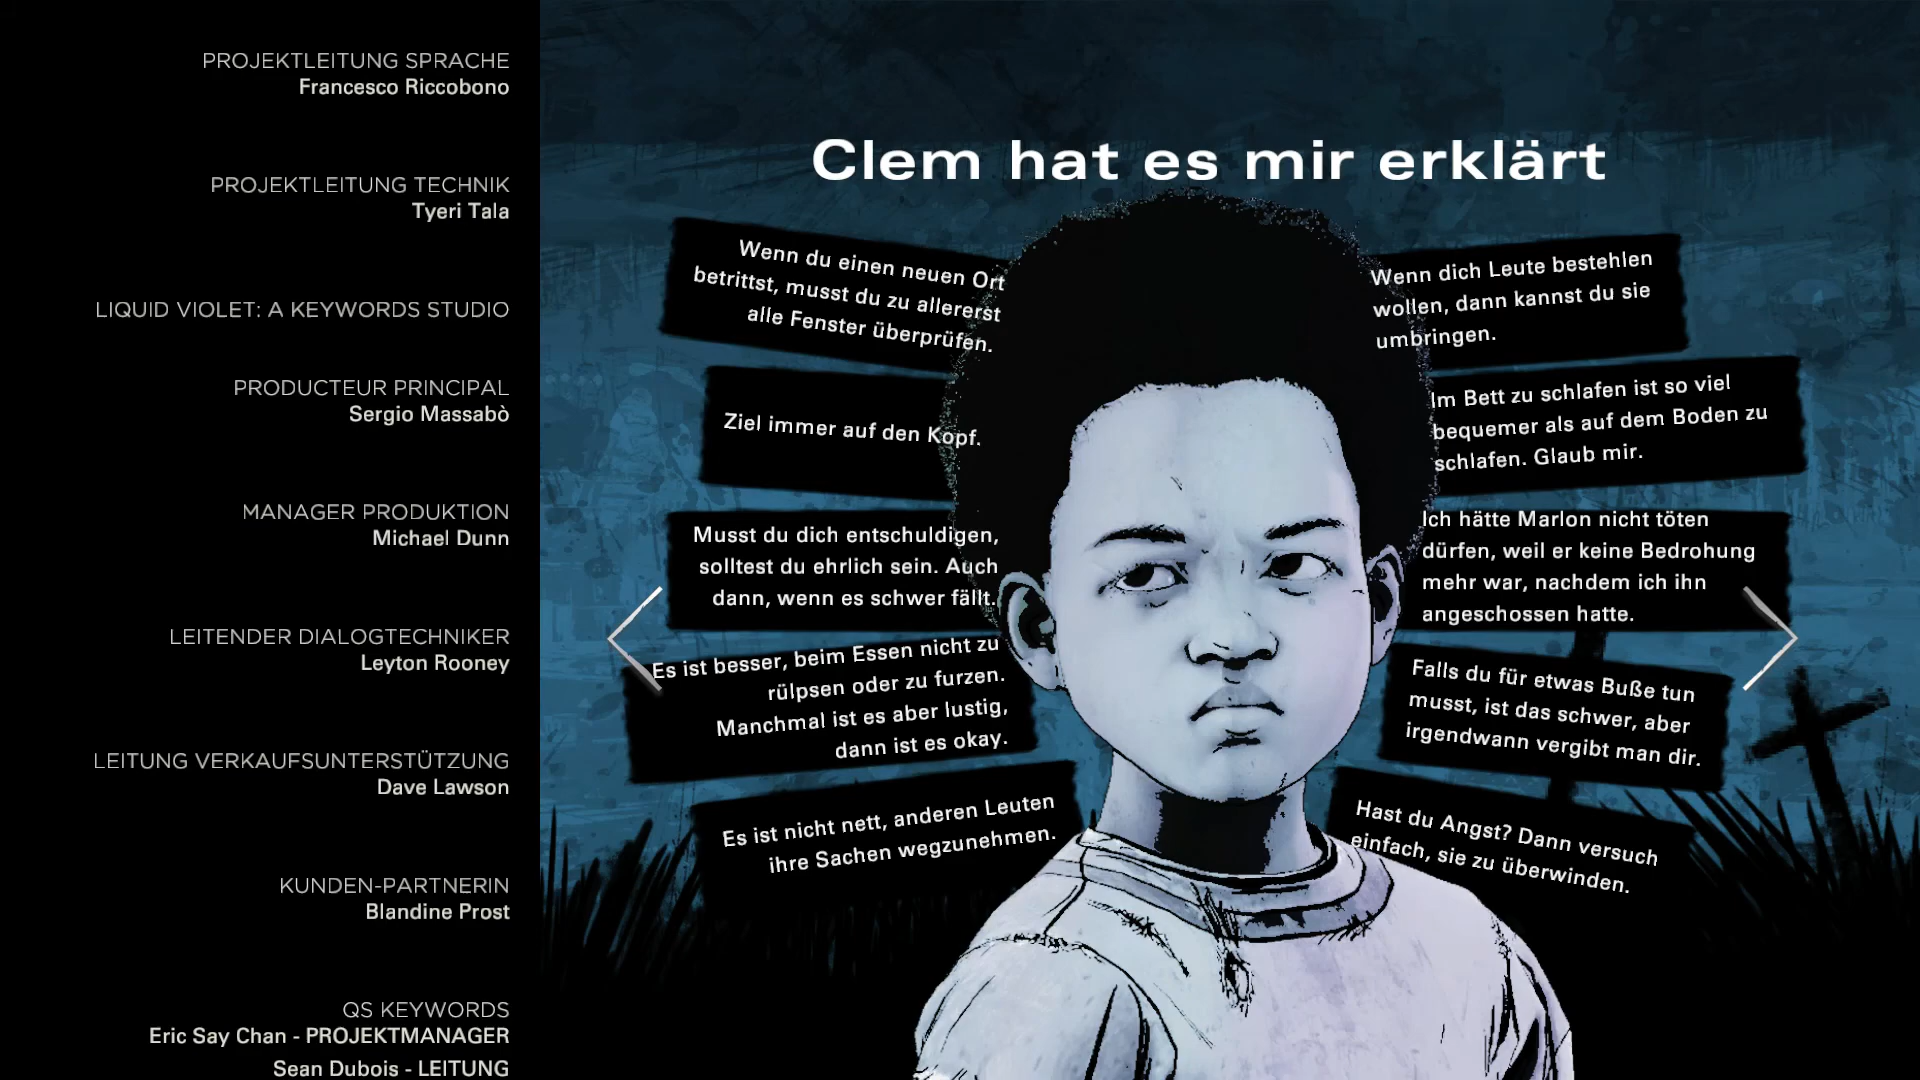 PROJEKTLEITUNG SPRACHE
Francesco Riccobono
PROJEKTLEITUNG TECHNIK
Tyeri Tala
LIQUID VIOLET: A KEYWORDS STUDIO
PRODUCTEUR PRINCIPAL
Sergio Massabò
MANAGER PRODUKTION
Michael Dunn
LEITENDER DIALOGTECHNIKER
Leyton Rooney
LEITUNG VERKAUFSUNTERSTÜTZUNG
Dave Lawson
KUNDEN-PARTNERIN
Blandine Prost
QS KEYWORDS
Eric Say Chan - PROJEKTMANAGER
Sean Dubois - LEITUNG
Clem hat es mir erklärt
Wenn du einen neuen Ort
betrittst, musst du zu allererst
alle Fenster überprüfen.
Ziel immer auf den Kopf.
Musst du dich entschuldigen,
solltest du ehrlich sein. Auch
dann, wenn es schwer fällt.
Es ist besser, beim Essen nicht zu
rülpsen oder zu furzen.
Manchmal ist es aber lustig,
dann ist es okay.
Es ist nicht nett, anderen Leuten
ihre Sachen wegzunehmen.
Wenn dich Leute bestehlen
wollen, dann kannst du sie
umbringen.
Im Bett zu schlafen ist so viel
bequemer als auf dem Boden zu
schlafen. Glaub mir.
Ich hätte Marlon nicht töten
dürfen, weil er keine Bedrohung
mehr war, nachdem ich ihn
angeschossen hatte.
Falls du für etwas Buße tun
musst, ist das schwer, aber
irgendwann vergibt man dir.
Hast du Angst? Dann versuch
einfach, sie zu überwinden.